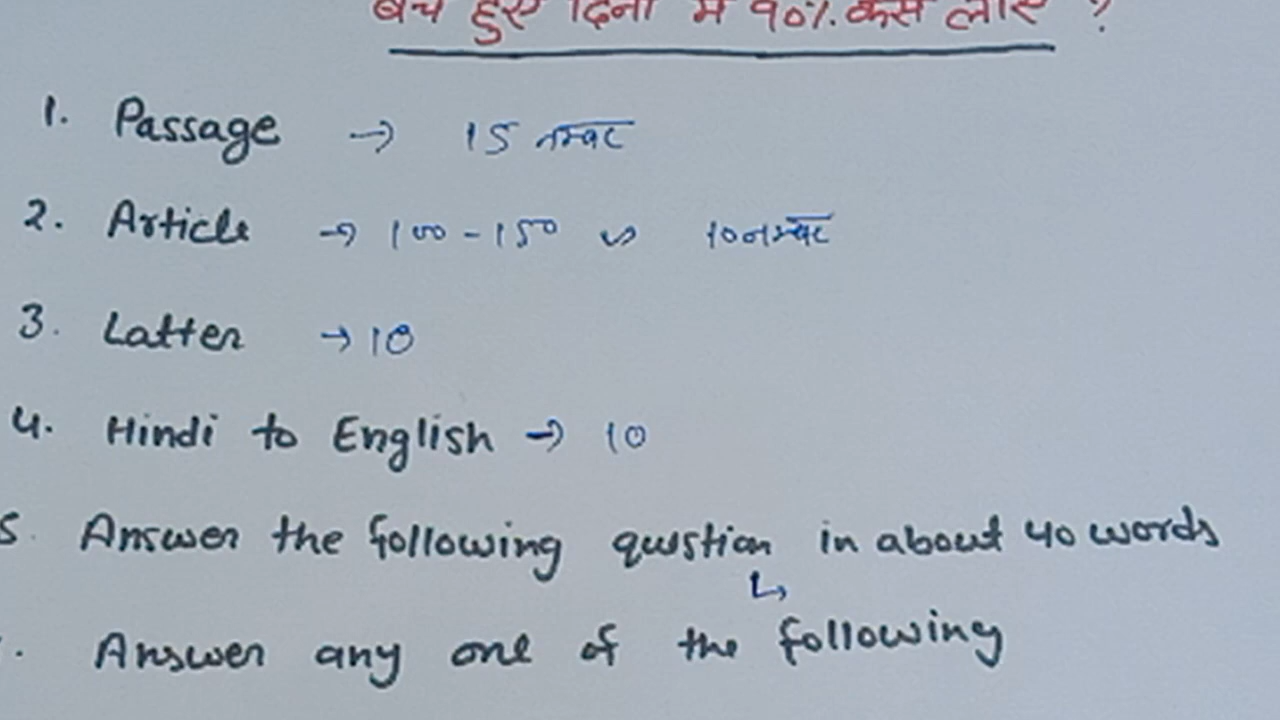 बचे हुए दिनों में 90% कैसे लाए ?
1. Passage → 15 नम्बर
2. Article → 100-150 10 नम्बर
3. Latter → 10
4. Hindi to English → 10
5. Answer the following qustion in about 40 words
Answer any one of the following